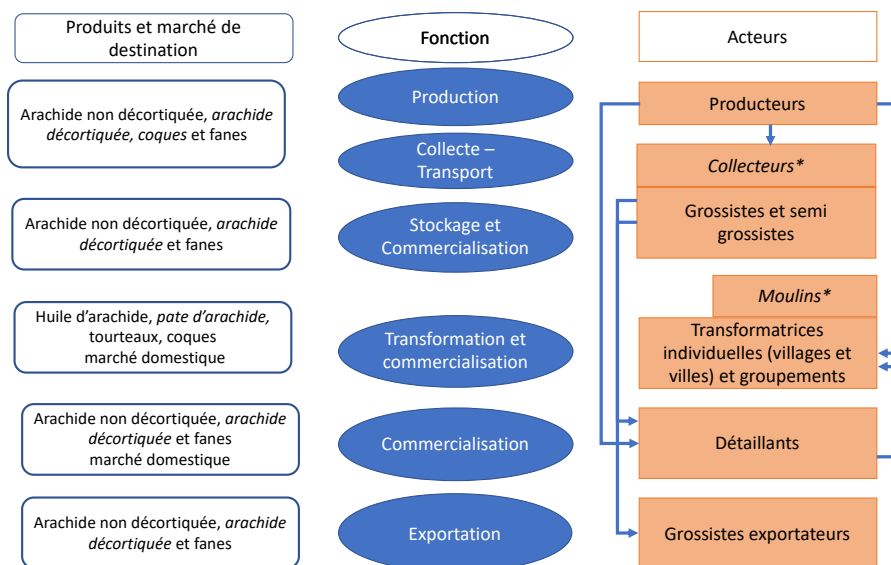 Produits et marché de
destination
Fonction
Acteurs
Arachide non décortiquée, arachide
décortiquée, coques et fanes
Production
Producteurs
Collecte –
Transport
Collecteurs*
Arachide non décortiquée, arachide
décortiquée et fanes
Stockage et
Commercialisation
Grossistes et semi
grossistes
Huile d'arachide, pate d'arachide,
tourteaux, coques
marché domestique
Transformation et
commercialisation
Moulins*
Transformatrices
individuelles (villages et
villes) et groupements
Arachide non décortiquée, arachide
décortiquée et fanes
marché domestique
Commercialisation
Détaillants
Arachide non décortiquée, arachide
décortiquée et fanes
Exportation
Grossistes exportateurs